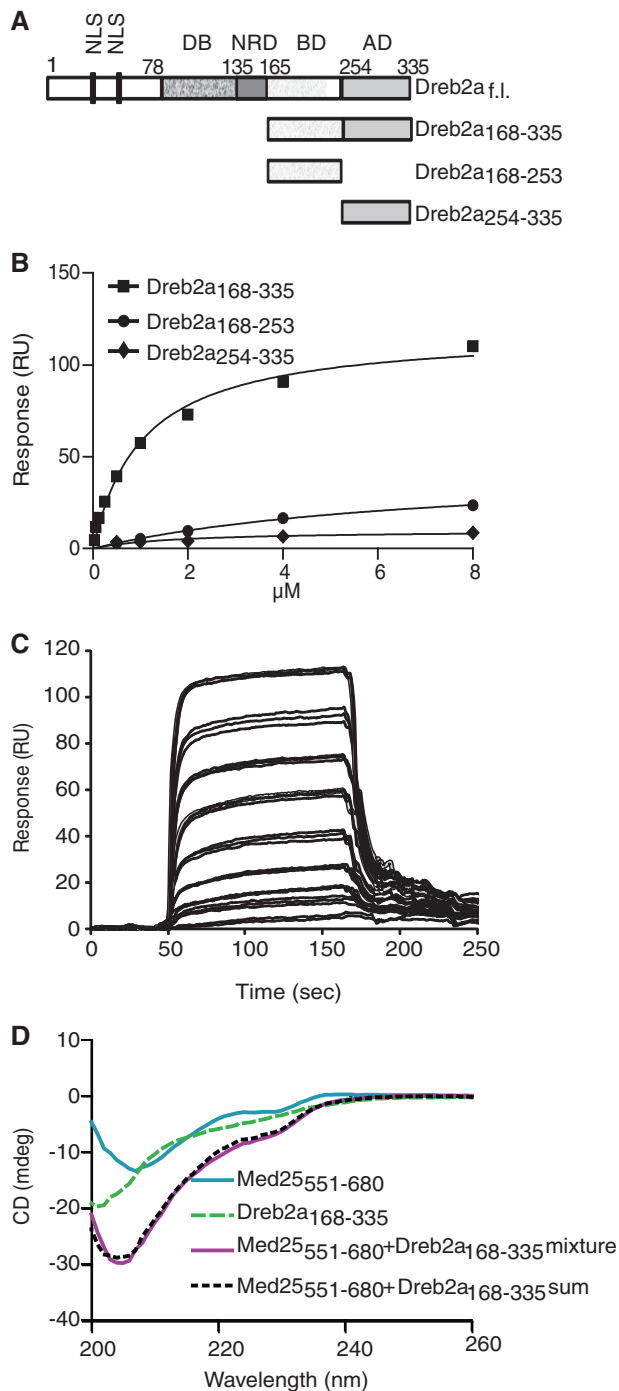 A
NLS NLS
DB NRD BD AD
1 78 135 165 254 335
Dreb2a f.l.
Dreb2a168-335
Dreb2a168-253
Dreb2a254-335
B
150
100
50
0
Response (RU)
Dreb2a168-335
Dreb2a168-253
Dreb2a254-335
0 2 4 6 8
µM
C
120
100
80
60
40
20
0
Response (RU)
0 50 100 150 200 250
Time (sec)
D
10
0
-10
-20
-30
-40
CD (mdeg)
Med25551-680
Dreb2a168-335
Med25551-680+Dreb2a168-335 mixture
Med25551-680+Dreb2a168-335 sum
200 220 240 260
Wavelength (nm)